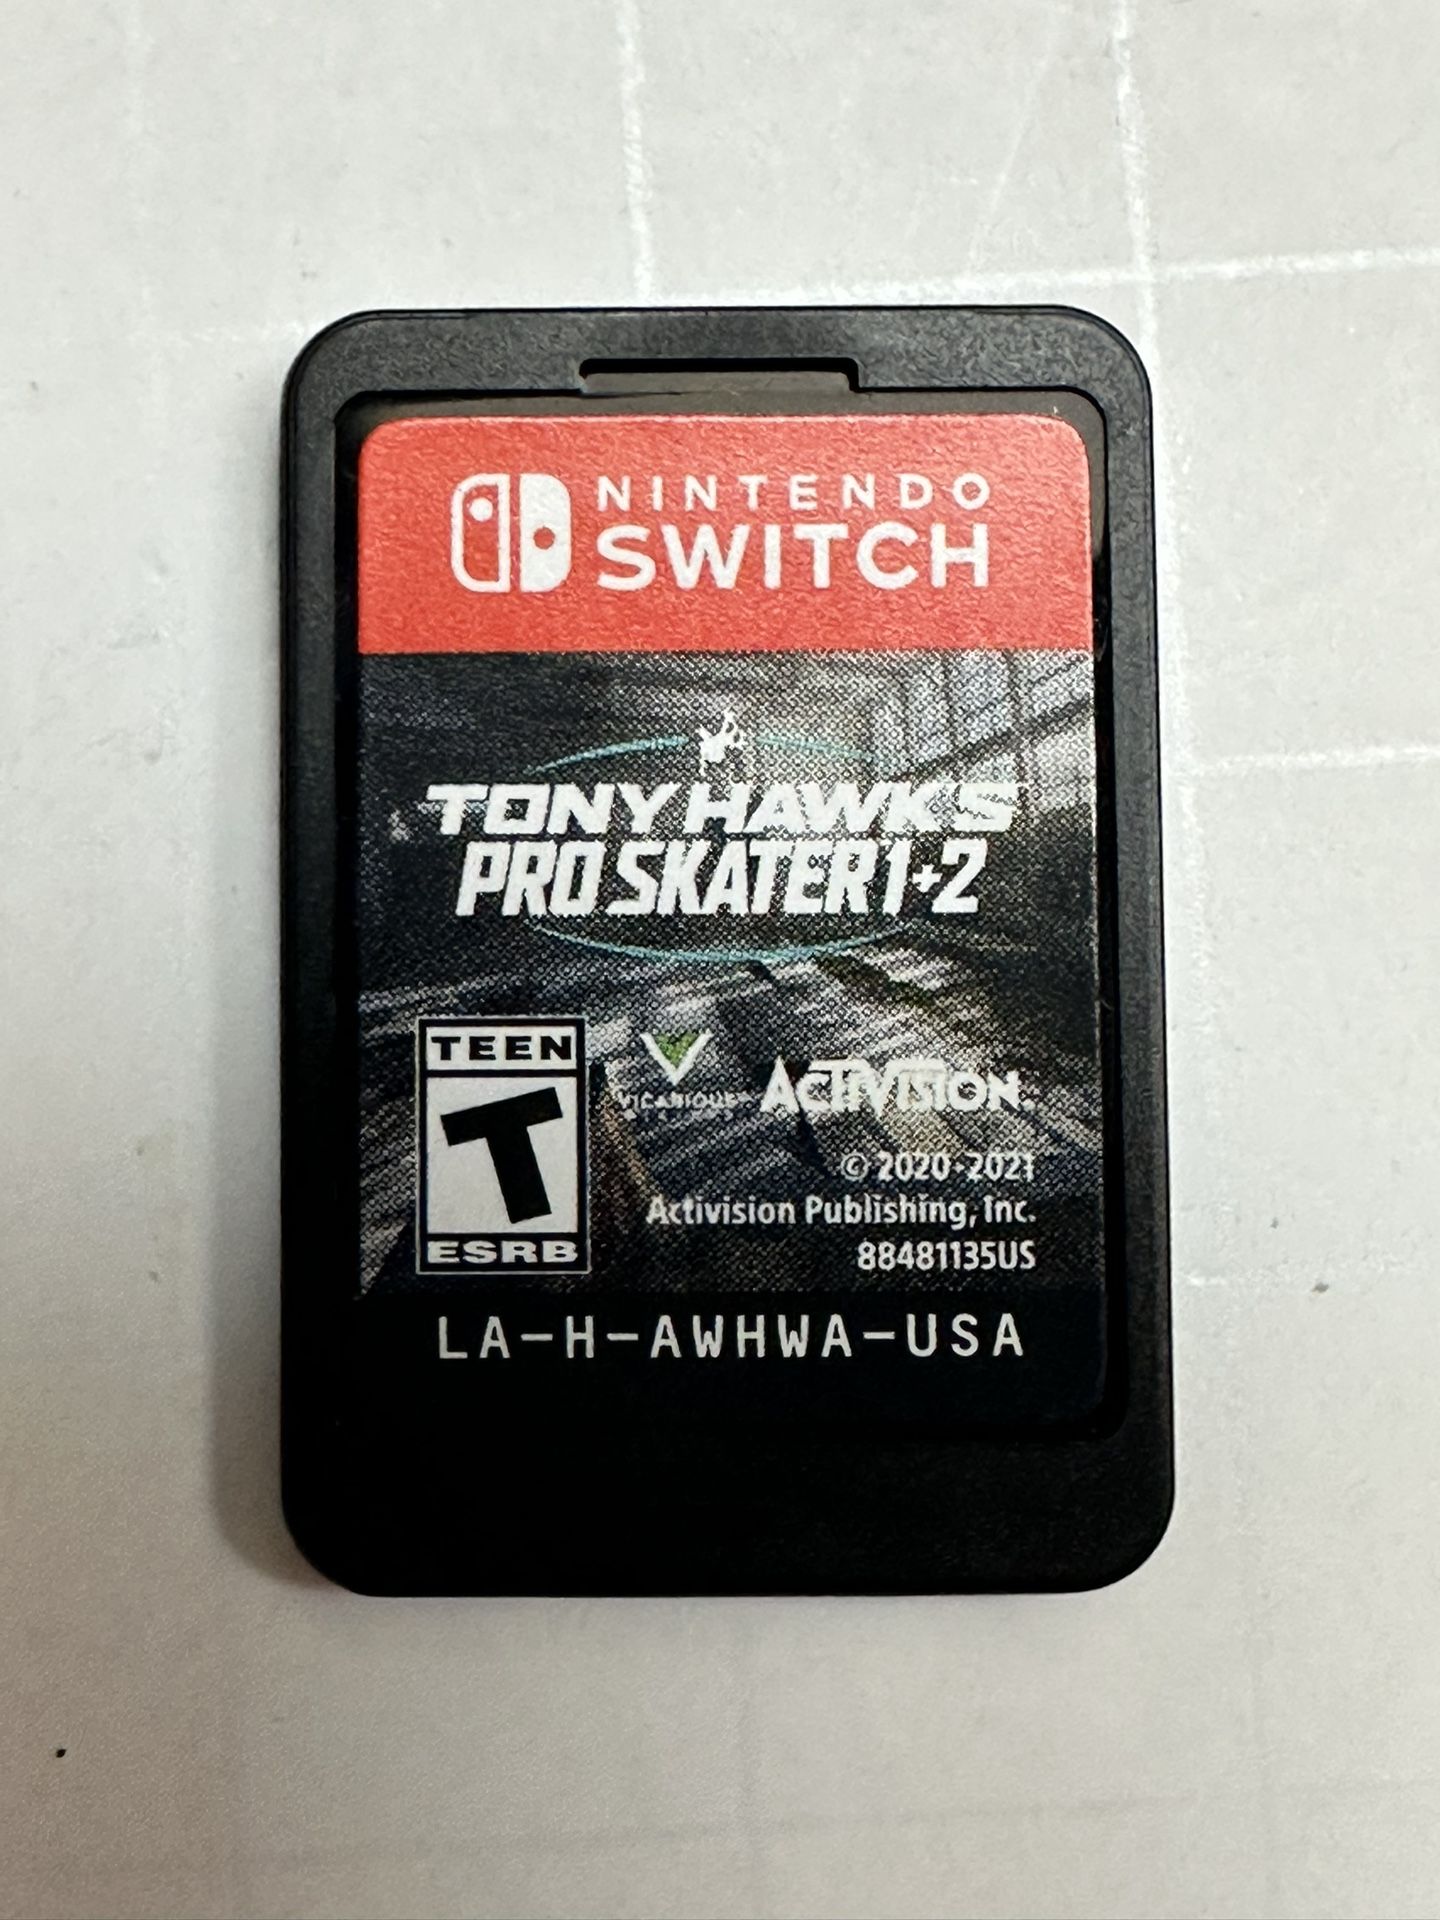 NINTENDO
SWITCH
TONY HAWK'S
PRO SKATER 1+2
TEEN
T
ESRB
VICARIOUS
ACTIVISION.
© 2020-2021
Activision Publishing, Inc.
88481135US
LA-H-AWHWA-USA